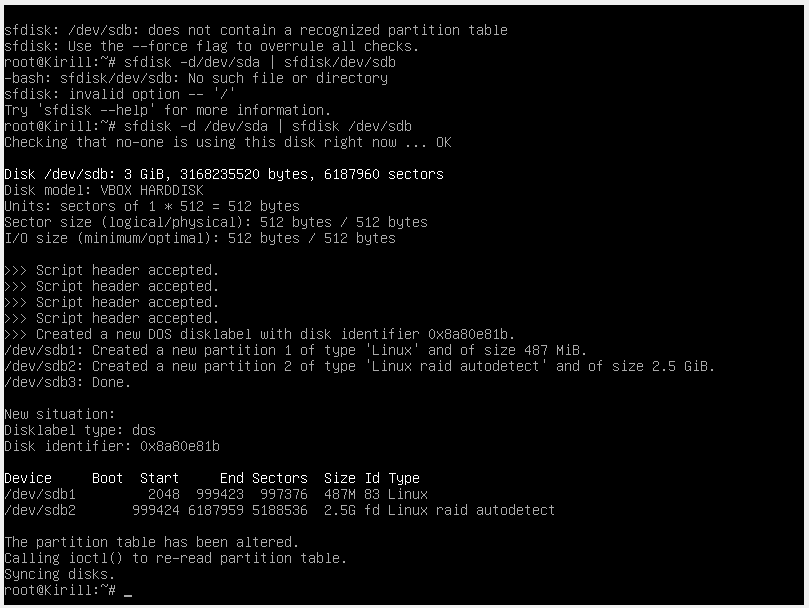 sfdisk: /dev/sdb: does not contain a recognized partition table
sfdisk: Use the --force flag to overrule all checks.
root@Kirill:~# sfdisk -d/dev/sda | sfdisk/dev/sdb
-bash: sfdisk/dev/sdb: No such file or directory
sfdisk: invalid option -- '/'
Try 'sfdisk --help' for more information.
root@Kirill:~# sfdisk -d /dev/sda | sfdisk /dev/sdb
Checking that no-one is using this disk right now ... OK
Disk /dev/sdb: 3 GiB, 3168235520 bytes, 6187960 sectors
Disk model: VBOX HARDDISK
Units: sectors of 1 * 512 = 512 bytes
Sector size (logical/physical): 512 bytes / 512 bytes
I/O size (minimum/optimal): 512 bytes / 512 bytes
>>> Script header accepted.
>>> Script header accepted.
>>> Script header accepted.
>>> Script header accepted.
>>> Created a new DOS disklabel with disk identifier 0x8a80e81b.
/dev/sdb1: Created a new partition 1 of type 'Linux' and of size 487 MiB.
/dev/sdb2: Created a new partition 2 of type 'Linux raid autodetect' and of size 2.5 GiB.
/dev/sdb3: Done.
New situation:
Disklabel type: dos
Disk identifier: 0x8a80e81b
Device     Boot  Start     End Sectors  Size Id Type
/dev/sdb1         2048  999423  997376  487M 83 Linux
/dev/sdb2       999424 6187959 5188536  2.5G fd Linux raid autodetect
The partition table has been altered.
Calling ioctl() to re-read partition table.
Syncing disks.
root@Kirill:~# _